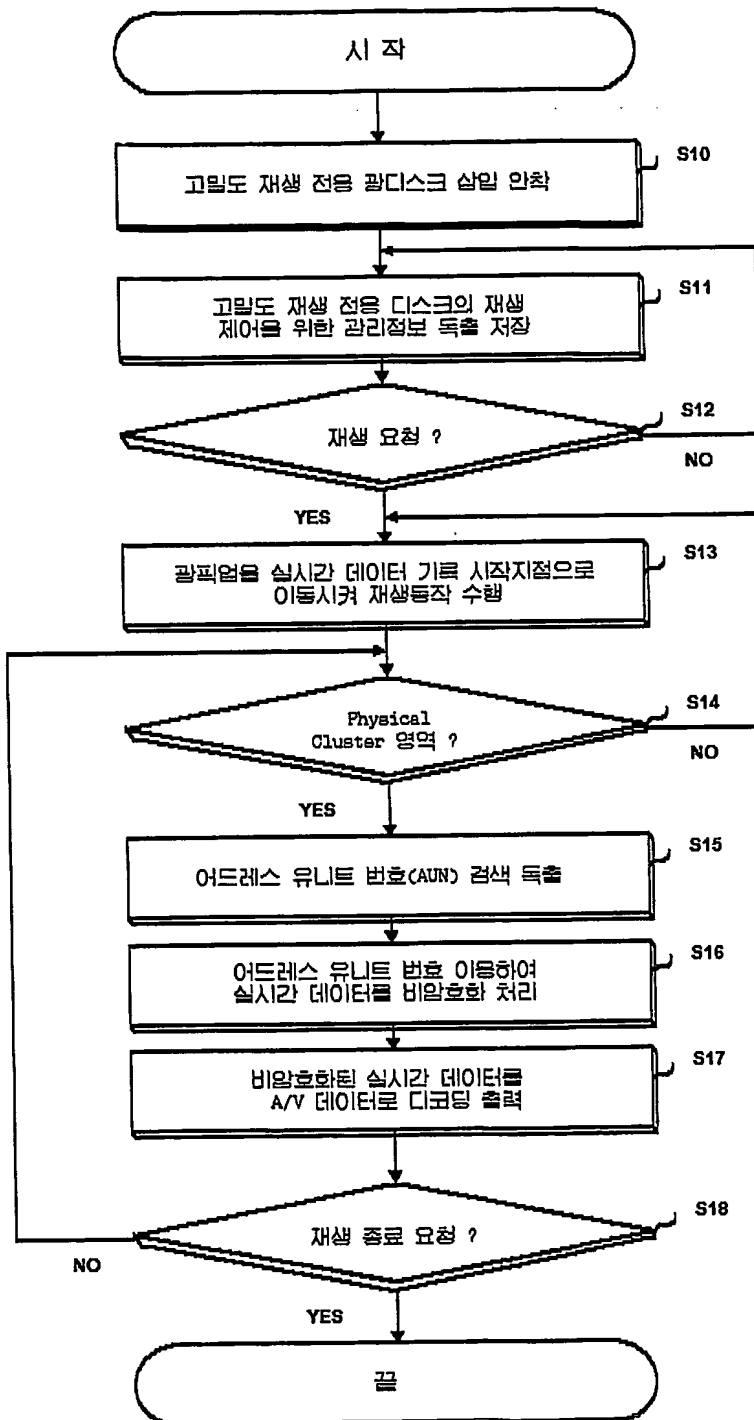 시 작
S10
고밀도 재생 전용 광디스크 삽입 안착
S11
고밀도 재생 전용 디스크의 재생
제어을 위한 관리정보 독출 저장
S12
재생 요청 ?
NO
YES
S13
광픽업을 실시간 데이터 기록 시작지점으로
이동시켜 재생동작 수행
S14
Physical
Cluster 영역 ?
NO
YES
S15
어드레스 유니트 번호(AUN) 검색 독출
S16
어드레스 유니트 번호 이용하여
실시간 데이터를 비암호화 처리
S17
비암호화된 실시간 데이터를
A/V 데이터로 디코딩 출력
S18
재생 종료 요청 ?
NO
YES
끝